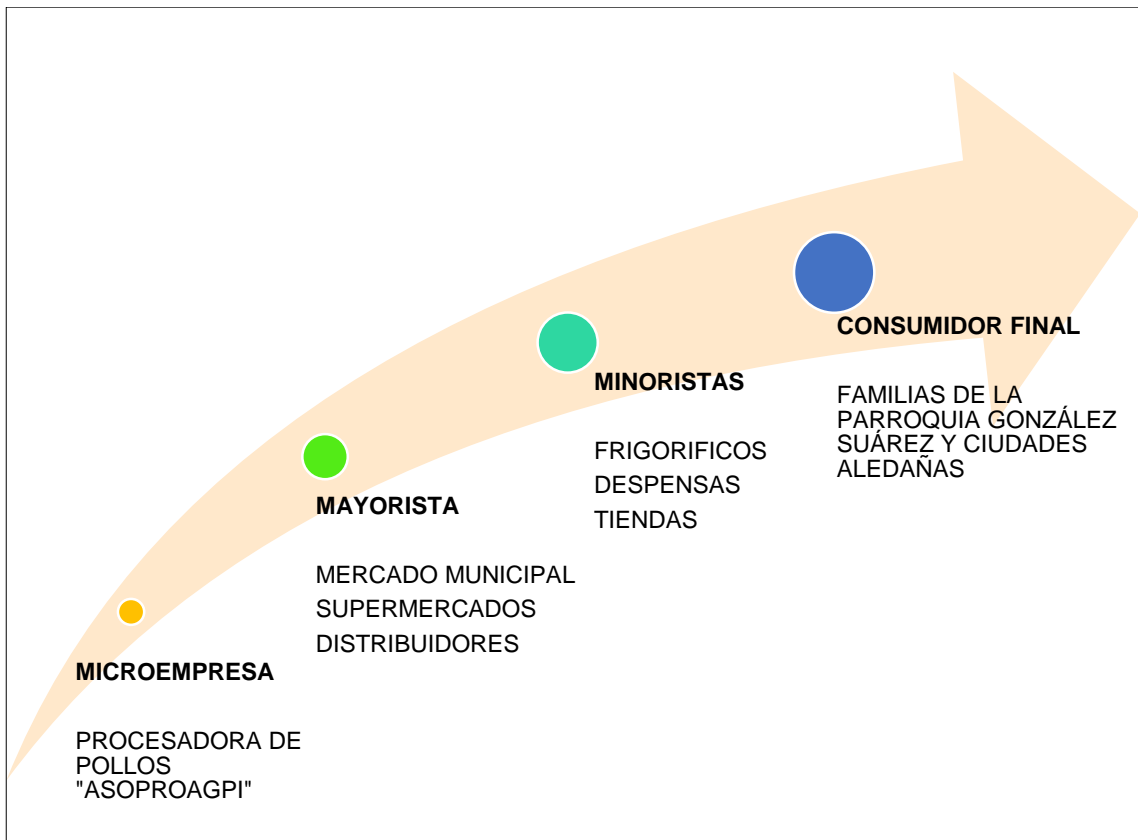 MICROEMPRESA
PROCESADORA DE
POLLOS
"ASOPROAGPI"
MAYORISTA
MERCADO MUNICIPAL
SUPERMERCADOS
DISTRIBUIDORES
MINORISTAS
FRIGORIFICOS
DESPENSAS
TIENDAS
CONSUMIDOR FINAL
FAMILIAS DE LA
PARROQUIA GONZÁLEZ
SUÁREZ Y CIUDADES
ALEDAÑAS